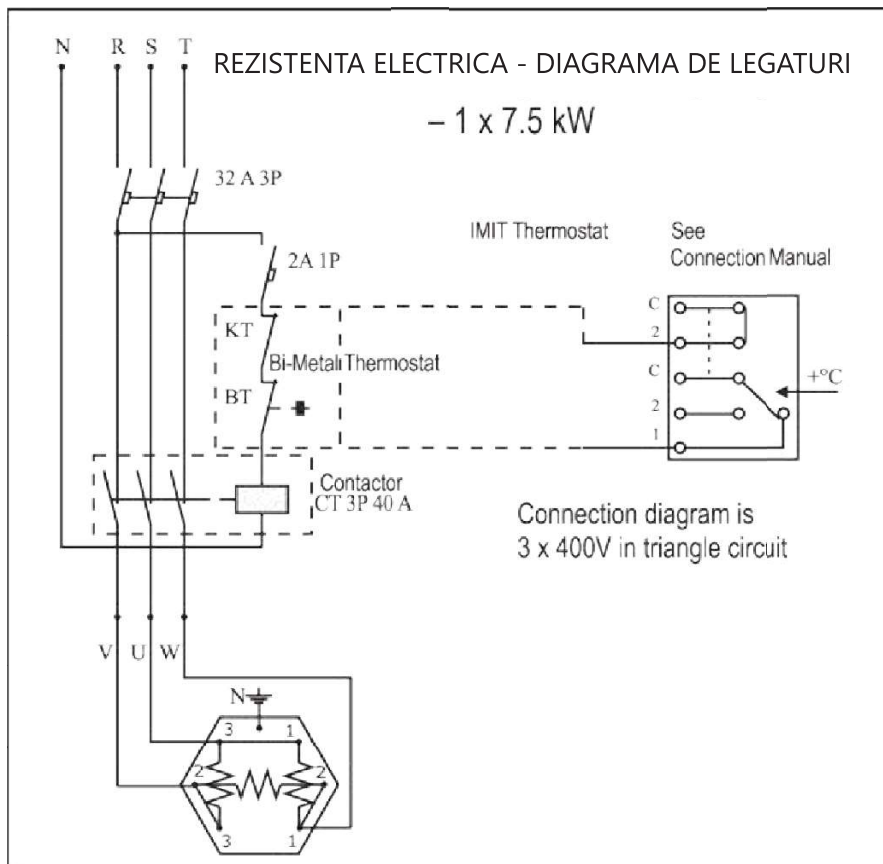 N R S T
REZISTENTA ELECTRICA - DIAGRAMA DE LEGATURI
– 1 x 7.5 kW
32 A 3P
IMIT Thermostat
See
Connection Manual
2A 1P
C
2
C
2
1
+°C
KT
Bi-Metall Thermostat
BT
Contactor
CT 3P 40 A
Connection diagram is
3 x 400V in triangle circuit
V U W
N
3 1
2 2
3 1